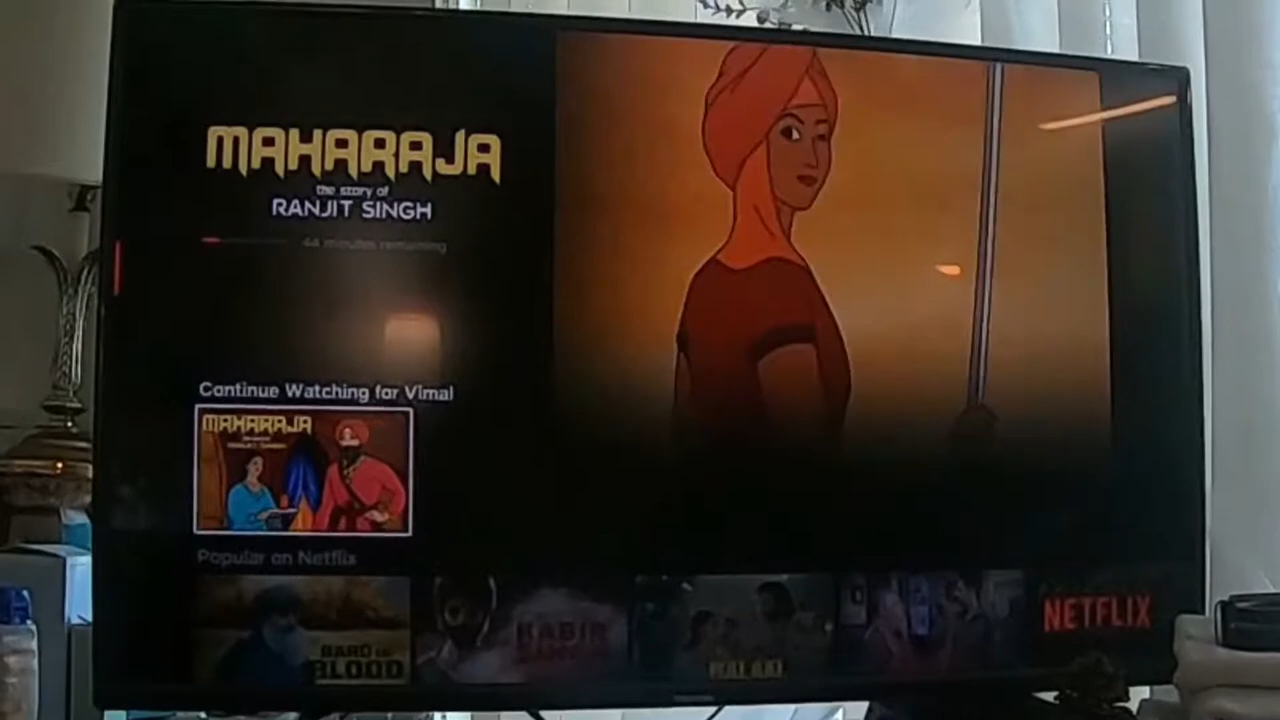 MAHARAJA
the story of
RANJIT SINGH
44 minutes remaining
Continue Watching for Vimal
MAHARAJA
Popular on Netflix
BARD OF
BLOOD
KABIR
NETFLIX